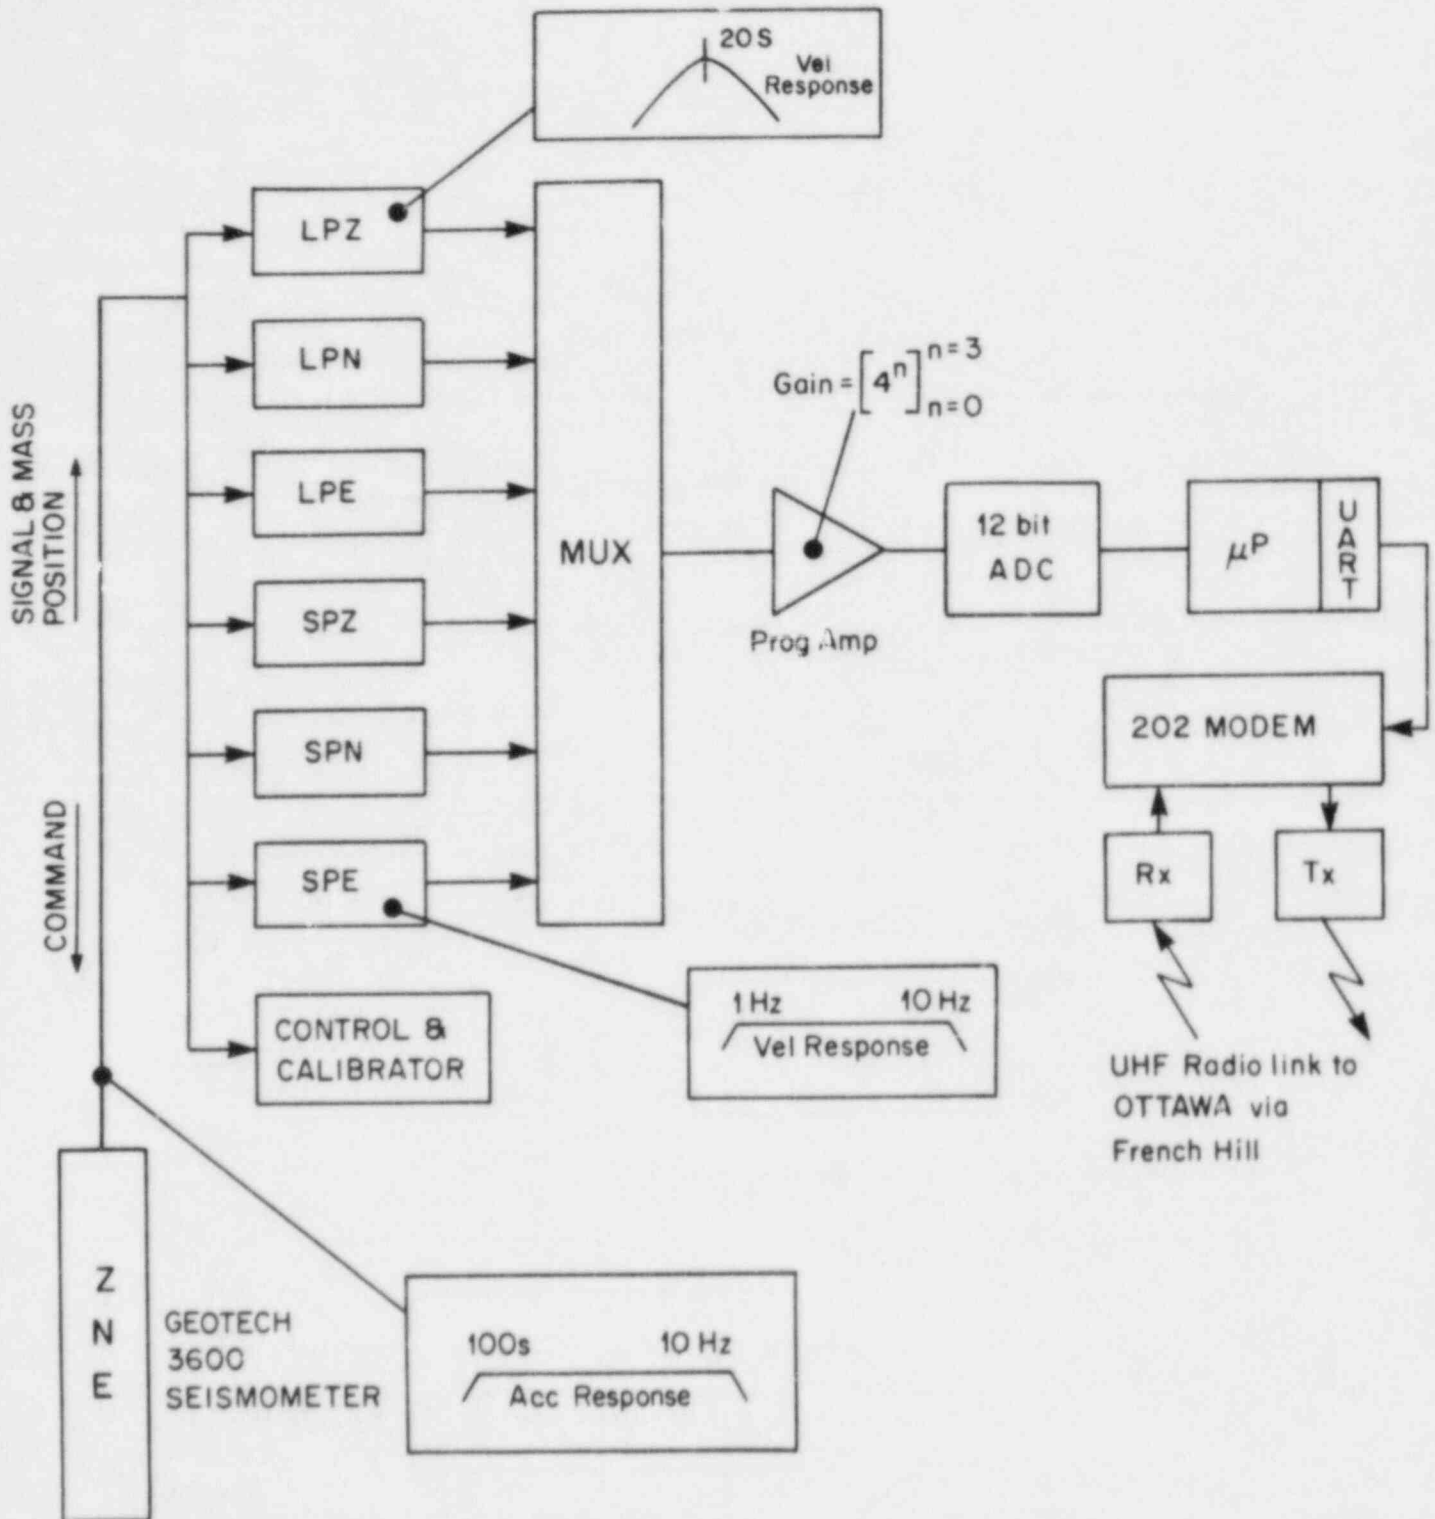 20 S
Vel
Response
LPZ
LPN
LPE
SPZ
SPN
SPE
CONTROL &
CALIBRATOR
SIGNAL & MASS
POSITION
COMMAND
MUX
Gain = [4^n]
n=3
n=0
Prog Amp
12 bit
ADC
μP
UART
202 MODEM
Rx
Tx
UHF Radio link to
OTTAWA via
French Hill
1 Hz 10 Hz
Vel Response
Z
N
E
GEOTECH
3600
SEISMOMETER
100s 10 Hz
Acc Response